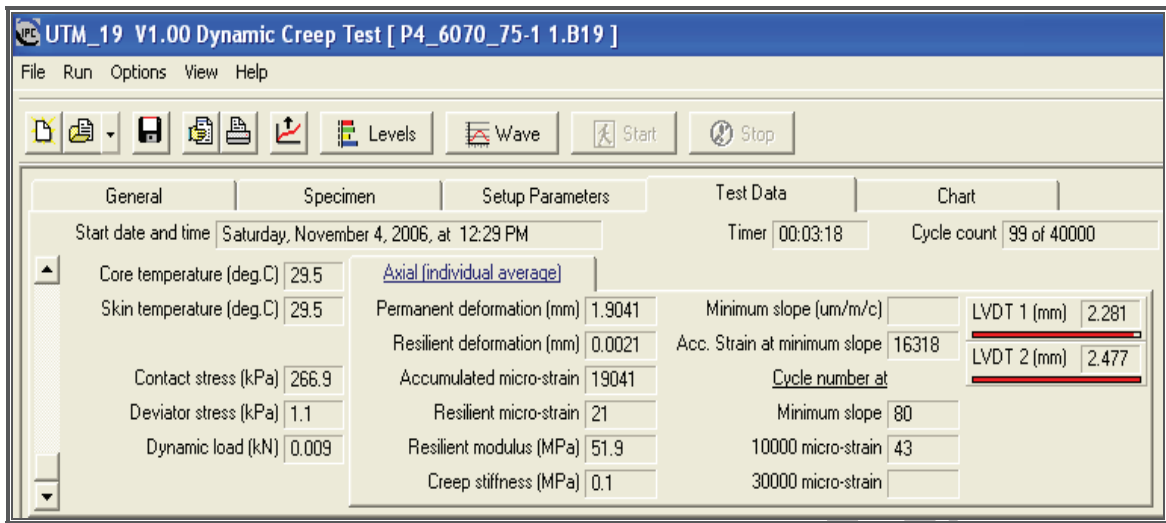 IPC UTM_19 V1.00 Dynamic Creep Test [ P4_6070_75-1 1.B19 ]
File Run Options View Help
Levels Wave Start Stop
General Specimen Setup Parameters Test Data Chart
Start date and time Saturday, November 4, 2006, at 12:29 PM Timer 00:03:18 Cycle count 99 of 40000
Core temperature (deg.C) 29.5
Skin temperature (deg.C) 29.5
Contact stress (kPa) 266.9
Deviator stress (kPa) 1.1
Dynamic load (kN) 0.009
Axial (individual average)
Permanent deformation (mm) 1.9041
Resilient deformation (mm) 0.0021
Accumulated micro-strain 19041
Resilient micro-strain 21
Resilient modulus (MPa) 51.9
Creep stiffness (MPa) 0.1
Minimum slope (um/m/c)
Acc. Strain at minimum slope 16318
Cycle number at
Minimum slope 80
10000 micro-strain 43
30000 micro-strain
LVDT 1 (mm) 2.281
LVDT 2 (mm) 2.477